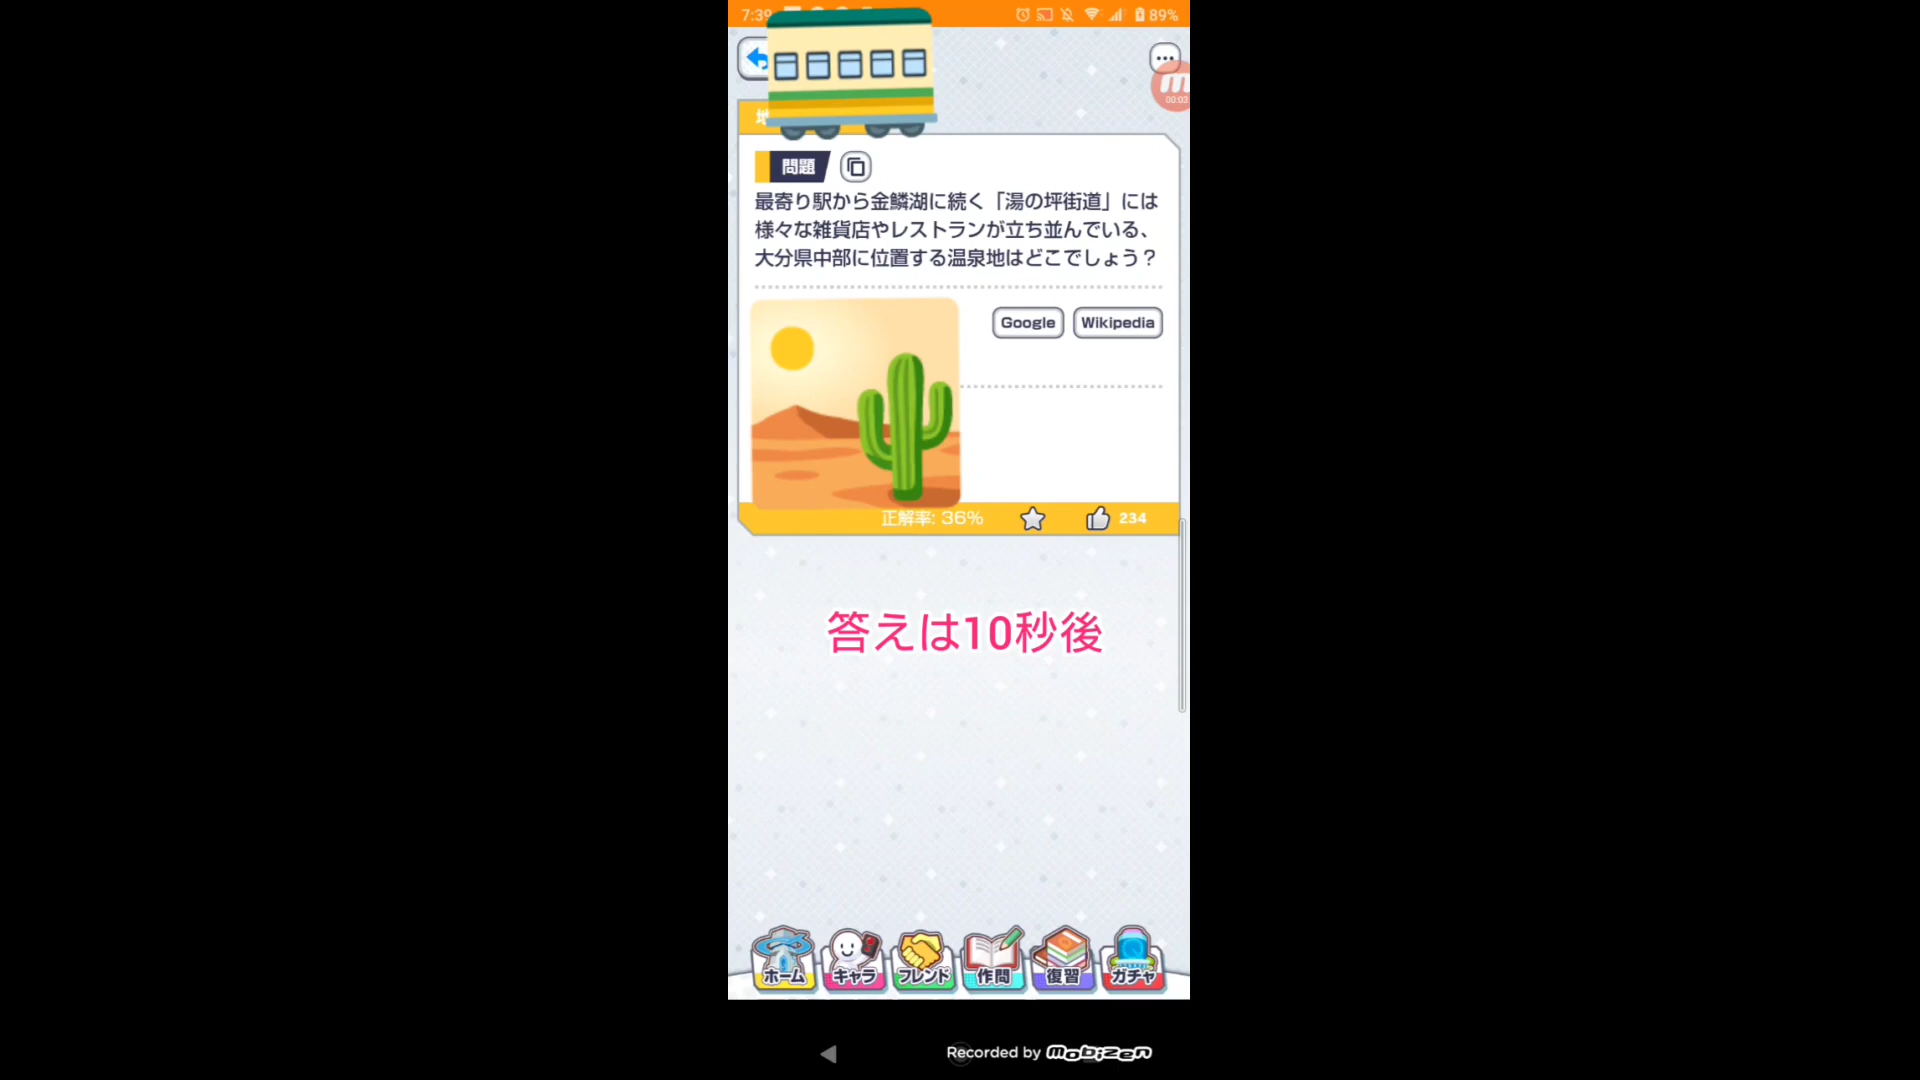 7:39
89%
00:03
地
問題
最寄り駅から金鱗湖に続く「湯の坪街道」には
様々な雑貨店やレストランが立ち並んでいる、
大分県中部に位置する温泉地はどこでしょう？
Google Wikipedia
正解率: 36% 234
答えは10秒後
ホーム キャラ フレンド 作問 復習 ガチャ
Recorded by mobizen